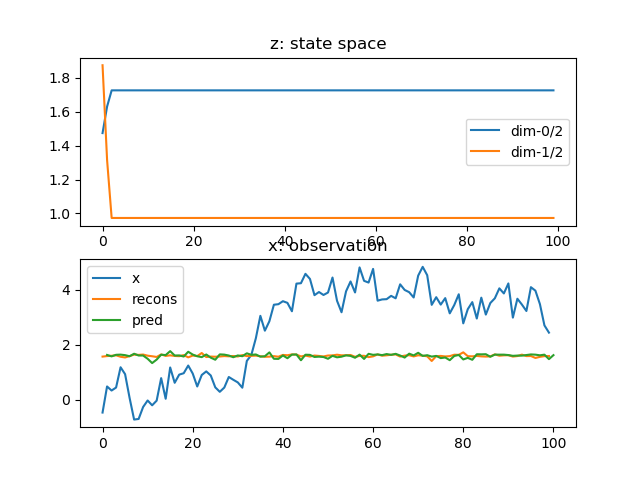 z: state space
1.8
1.6
1.4
1.2
1.0
dim-0/2
dim-1/2
0 20 40 60 80 100
x: observation
4
2
0
x
recons
pred
0 20 40 60 80 100